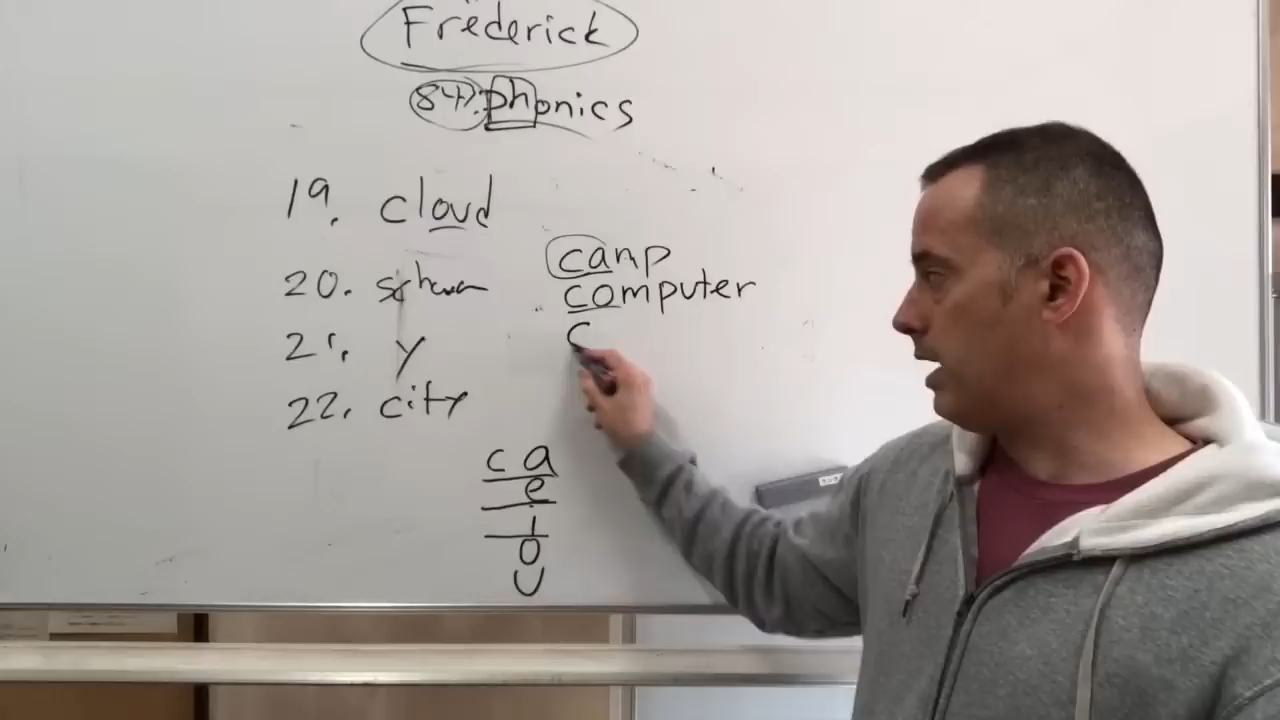 Frederick
84%. phonics
19. cloud
20. schwa
21. y
22. city
camp
computer
c
c a
e
i
o
u